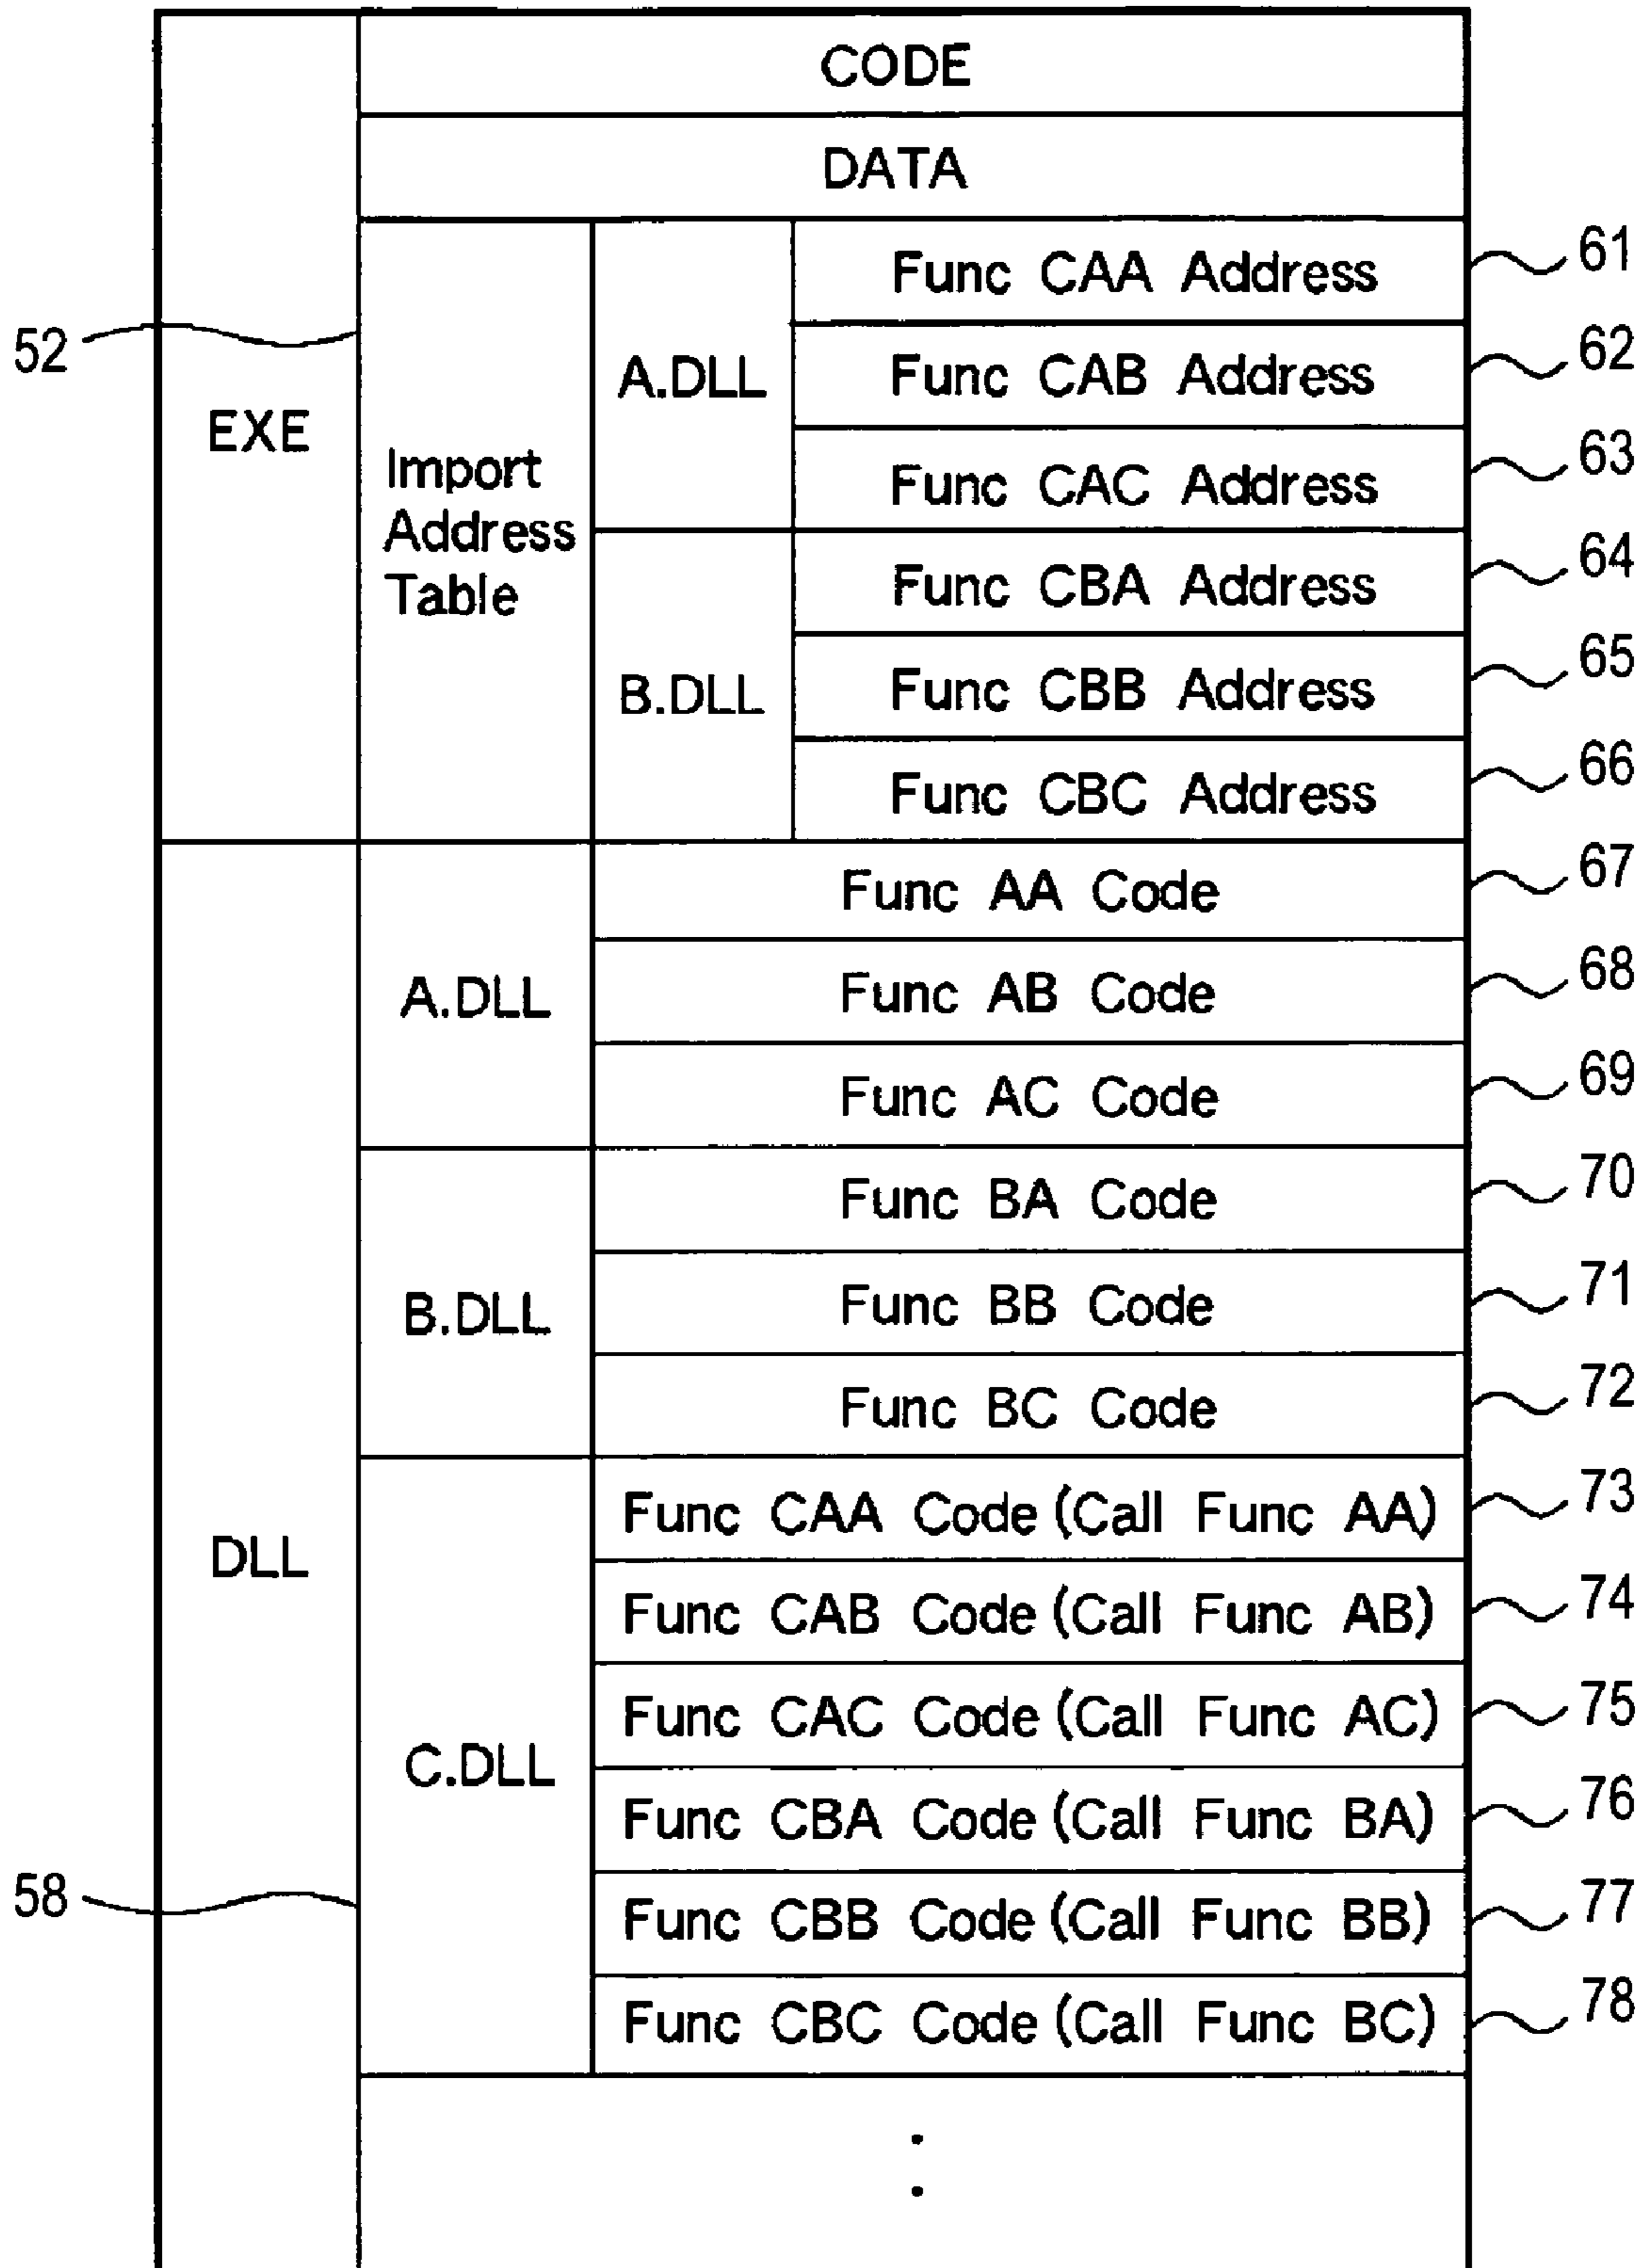 CODE
DATA
Func CAA Address 61
52
A.DLL
Func CAB Address 62
EXE
Import
Address
Table
Func CAC Address 63
Func CBA Address 64
B.DLL
Func CBB Address 65
Func CBC Address 66
Func AA Code 67
A.DLL
Func AB Code 68
Func AC Code 69
Func BA Code 70
B.DLL
Func BB Code 71
Func BC Code 72
DLL
Func CAA Code (Call Func AA) 73
Func CAB Code (Call Func AB) 74
Func CAC Code (Call Func AC) 75
C.DLL
Func CBA Code (Call Func BA) 76
58
Func CBB Code (Call Func BB) 77
Func CBC Code (Call Func BC) 78
: